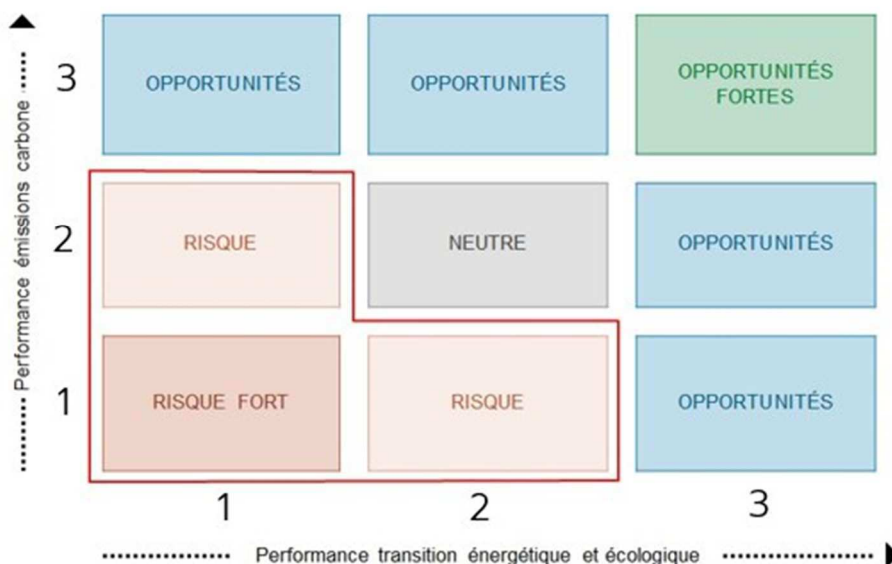 Performance émissions carbone
3
OPPORTUNITÉS
OPPORTUNITÉS
OPPORTUNITÉS
FORTES
2
RISQUE
NEUTRE
OPPORTUNITÉS
1
RISQUE FORT
RISQUE
OPPORTUNITÉS
1
2
3
Performance transition énergétique et écologique